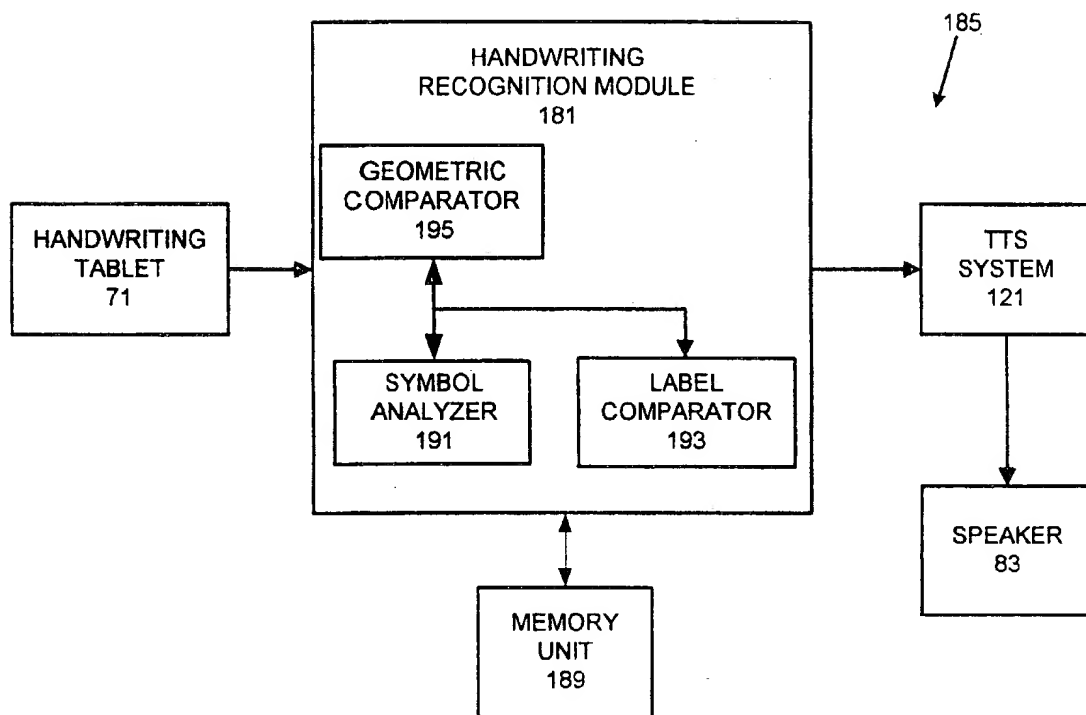 185
HANDWRITING
RECOGNITION MODULE
181
GEOMETRIC
COMPARATOR
195
HANDWRITING
TABLET
71
TTS
SYSTEM
121
SYMBOL
ANALYZER
191
LABEL
COMPARATOR
193
SPEAKER
83
MEMORY
UNIT
189